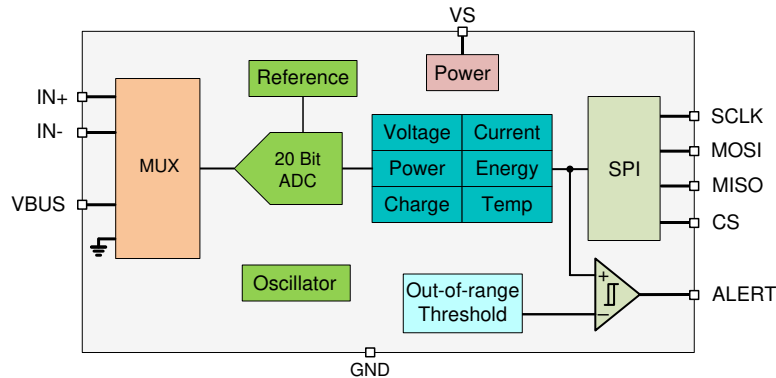 VS
Reference
Power
IN+
IN-
VBUS
MUX
20 Bit
ADC
Voltage
Current
Power
Energy
Charge
Temp
SPI
SCLK
MOSI
MISO
CS
Oscillator
Out-of-range
Threshold
+
−
ALERT
GND